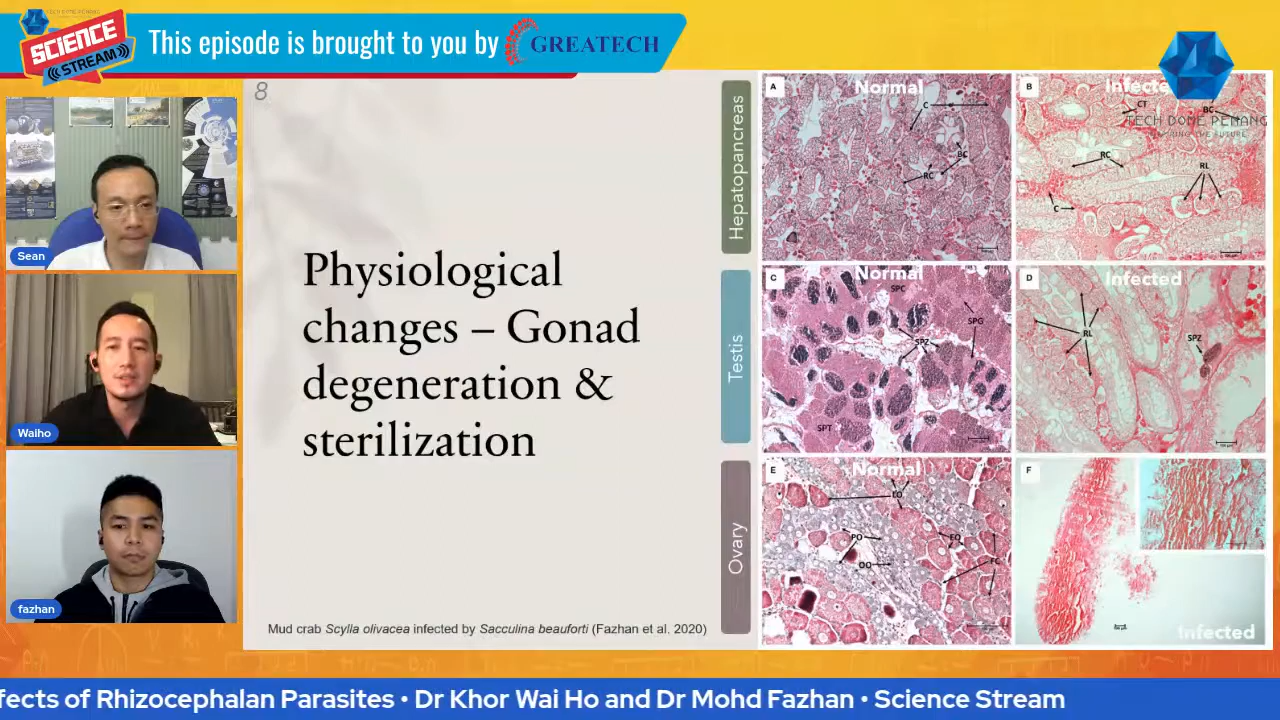 TECH DOME PENANG
SCIENCE
STREAM
This episode is brought to you by
GREATECH
Sean
Waiho
fazhan
8
Physiological
changes – Gonad
degeneration &
sterilization
Mud crab Scylla olivacea infected by Sacculina beauforti (Fazhan et al. 2020)
Hepatopancreas
Testis
Ovary
A
Normal
C
BC
RC
B
Infected
CT
BC
RC
RL
C
TECH DOME PENANG
C
Normal
SPC
SPG
SPZ
SPT
D
Infected
RL
SPZ
E
Normal
PO
EO
OO
FC
F
Infected
fects of Rhizocephalan Parasites • Dr Khor Wai Ho and Dr Mohd Fazhan • Science Stream